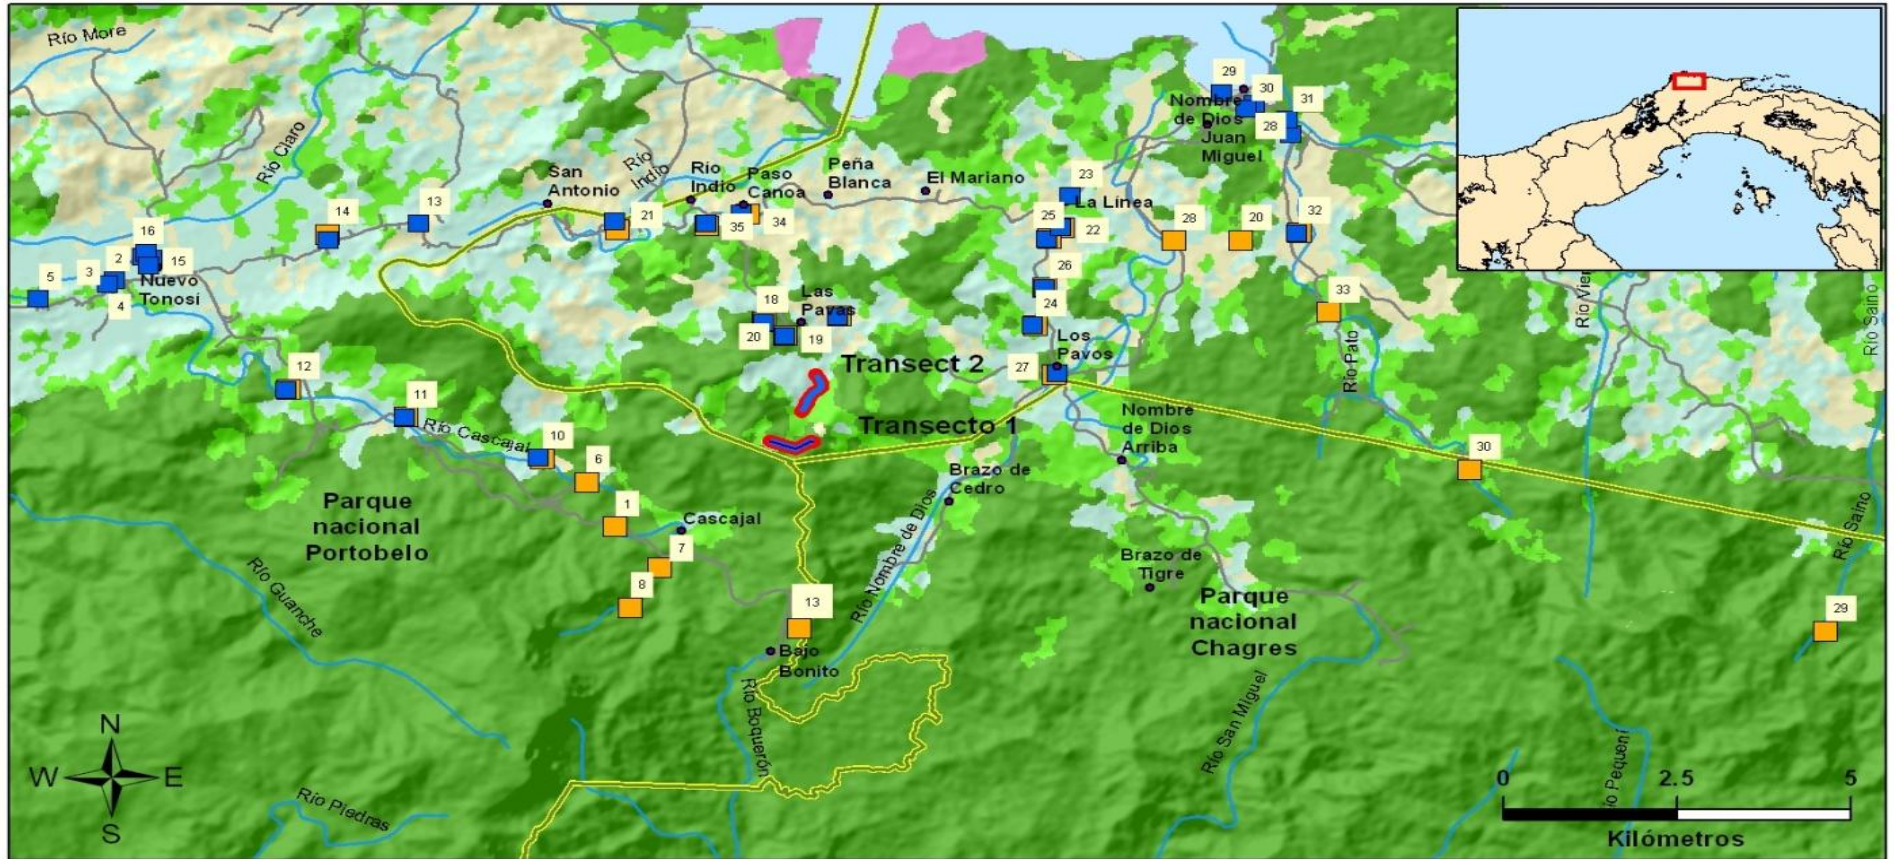 Río More
29
30
31
Nombre
de Dios
28
Juan
Miguel
Río Claro
San
Antonio
Río
Indio
Río
Indio
Paso
Canoa
Peña
Blanca
El Mariano
23
La Línea
14
13
21
35
34
25
22
28
20
32
16
15
2
3
5
4
Nuevo
Tonosí
26
18
Las
Pavas
20
19
24
33
Los
Pavos
27
Río Pato
Río Saino
12
11
Transect 2
Transecto 1
Nombre
de Dios
Arriba
Río Cascajal
10
6
30
Brazo de
Cedro
Parque
nacional
Portobelo
1
Cascajal
7
8
Río Nombre de Dios
Brazo de
Tigre
Río Saino
Parque
nacional
Chagres
Río Guanche
13
29
Bajo
Bonito
Río Boquerón
Río San Miguel
N
W
E
S
Río Piedras
0
2.5
5
Kilómetros